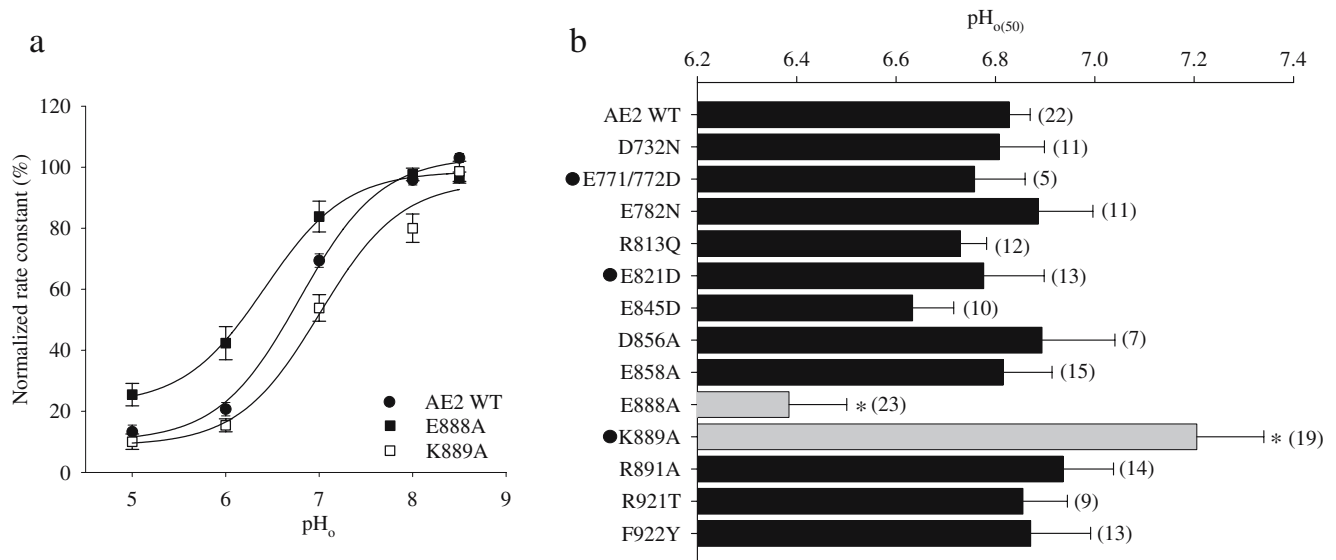 a
Normalized rate constant (%)
120
100
80
60
40
20
0
AE2 WT
E888A
K889A
5 6 7 8 9
pHo
b
pHo(50)
6.2 6.4 6.6 6.8 7.0 7.2 7.4
AE2 WT (22)
D732N (11)
●E771/772D (5)
E782N (11)
R813Q (12)
●E821D (13)
E845D (10)
D856A (7)
E858A (15)
E888A * (23)
●K889A * (19)
R891A (14)
R921T (9)
F922Y (13)